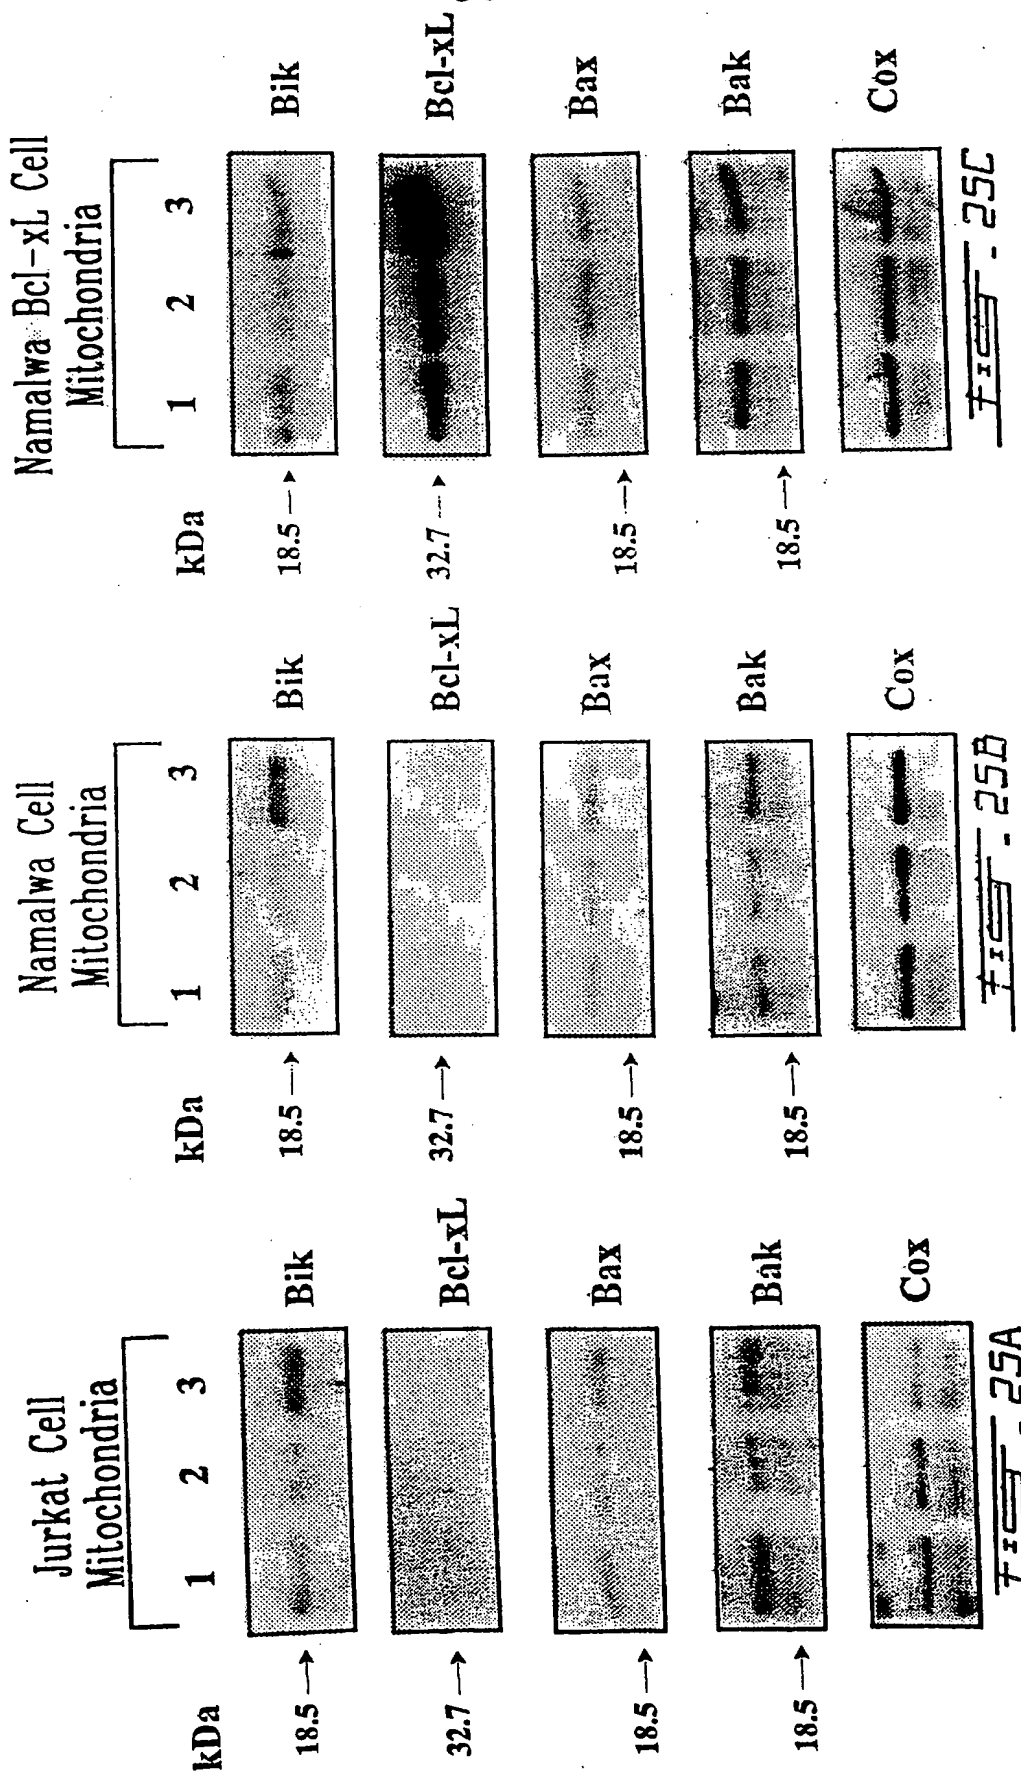 Jurkat Cell
Mitochondria
kDa
1 2 3
18.5 → Bik
32.7 → Bcl-xL
Bax
18.5 →
Bak
18.5 →
Cox
Fig. 25A
Namalwa Cell
Mitochondria
kDa
1 2 3
18.5 → Bik
32.7 → Bcl-xL
Bax
18.5 →
Bak
18.5 →
Cox
Fig. 25B
Namalwa Bcl-xL Cell
Mitochondria
kDa
1 2 3
18.5 → Bik
32.7 → Bcl-xL
Bax
18.5 →
Bak
18.5 →
Cox
Fig. 25C